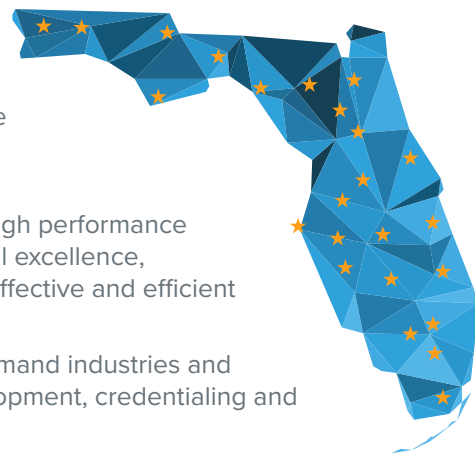 e
gh performance
l excellence,
ffective and efficient
mand industries and
opment, credentialing and